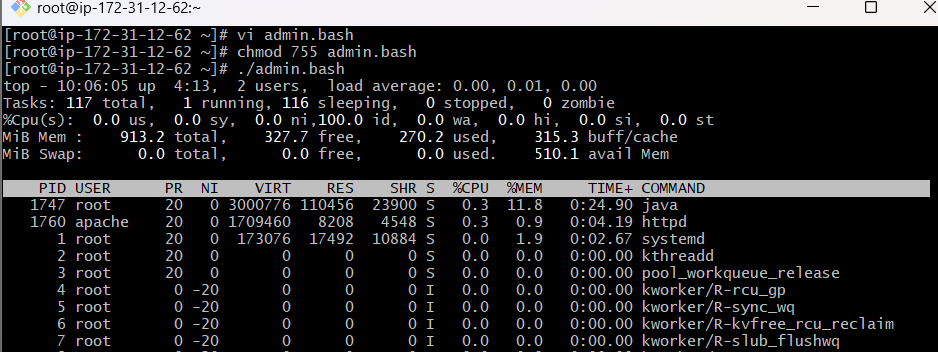 root@ip-172-31-12-62:~
[root@ip-172-31-12-62 ~]# vi admin.bash
[root@ip-172-31-12-62 ~]# chmod 755 admin.bash
[root@ip-172-31-12-62 ~]# ./admin.bash
top - 10:06:05 up  4:13,  2 users,  load average: 0.00, 0.01, 0.00
Tasks: 117 total,   1 running, 116 sleeping,   0 stopped,   0 zombie
%Cpu(s):  0.0 us,  0.0 sy,  0.0 ni,100.0 id,  0.0 wa,  0.0 hi,  0.0 si,  0.0 st
MiB Mem :    913.2 total,    327.7 free,    270.2 used,    315.3 buff/cache
MiB Swap:      0.0 total,      0.0 free,      0.0 used.    510.1 avail Mem
PID USER      PR  NI    VIRT    RES    SHR S  %CPU  %MEM     TIME+ COMMAND
1747 root      20   0 3000776 110456  23900 S   0.3  11.8   0:24.90 java
1760 apache    20   0 1709460   8208   4548 S   0.3   0.9   0:04.19 httpd
1 root      20   0  173076  17492  10884 S   0.0   1.9   0:02.67 systemd
2 root      20   0       0      0      0 S   0.0   0.0   0:00.00 kthreadd
3 root      20   0       0      0      0 S   0.0   0.0   0:00.00 pool_workqueue_release
4 root       0 -20       0      0      0 I   0.0   0.0   0:00.00 kworker/R-rcu_gp
5 root       0 -20       0      0      0 I   0.0   0.0   0:00.00 kworker/R-sync_wq
6 root       0 -20       0      0      0 I   0.0   0.0   0:00.00 kworker/R-kvfree_rcu_reclaim
7 root       0 -20       0      0      0 I   0.0   0.0   0:00.00 kworker/R-slub_flushwq